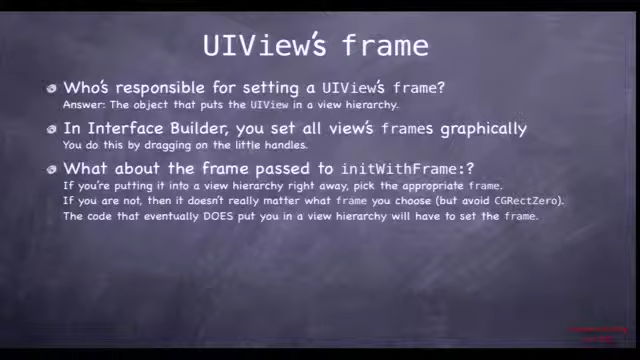 UIView's frame
Who's responsible for setting a UIView's frame?
Answer: The object that puts the UIView in a view hierarchy.
In Interface Builder, you set all view's frames graphically
You do this by dragging on the little handles.
What about the frame passed to initWithFrame:?
If you're putting it into a view hierarchy right away, pick the appropriate frame.
If you are not, then it doesn't really matter what frame you choose (but avoid CGRectZero).
The code that eventually DOES put you in a view hierarchy will have to set the frame.